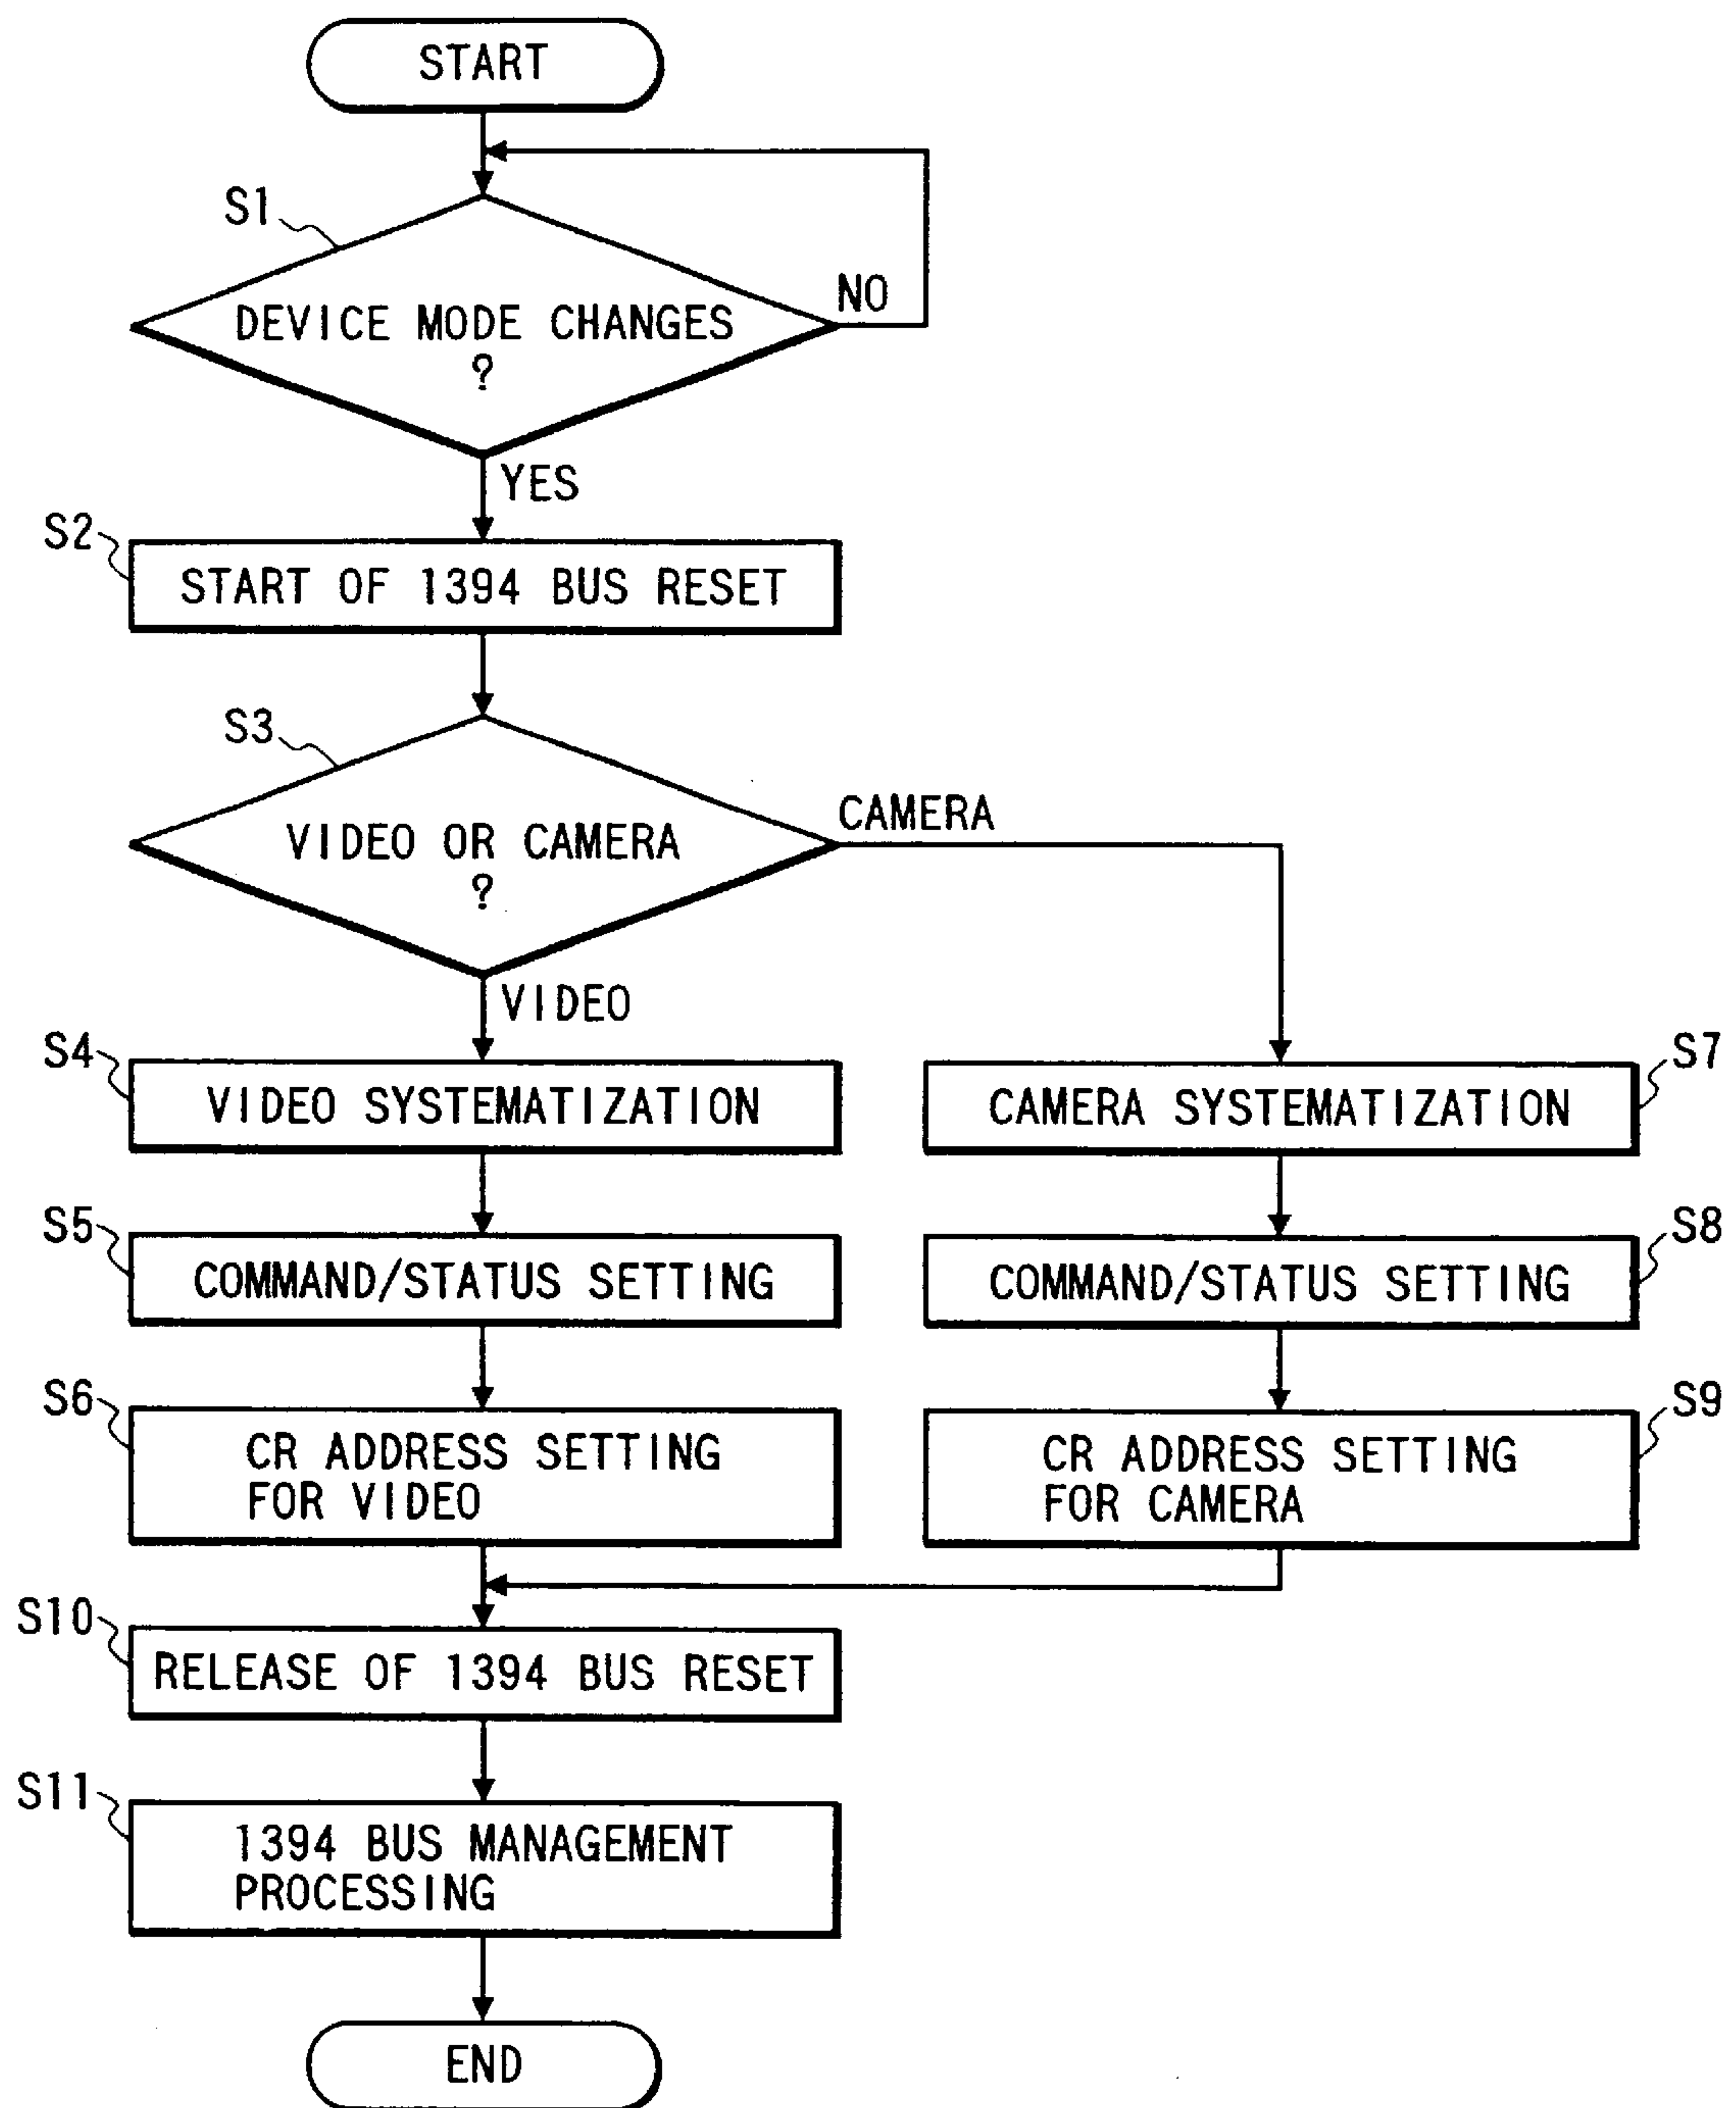 START
S1
DEVICE MODE CHANGES
?
NO
YES
S2
START OF 1394 BUS RESET
S3
VIDEO OR CAMERA
?
CAMERA
VIDEO
S4
VIDEO SYSTEMATIZATION
S7
CAMERA SYSTEMATIZATION
S5
COMMAND/STATUS SETTING
S8
COMMAND/STATUS SETTING
S6
CR ADDRESS SETTING
FOR VIDEO
S9
CR ADDRESS SETTING
FOR CAMERA
S10
RELEASE OF 1394 BUS RESET
S11
1394 BUS MANAGEMENT
PROCESSING
END